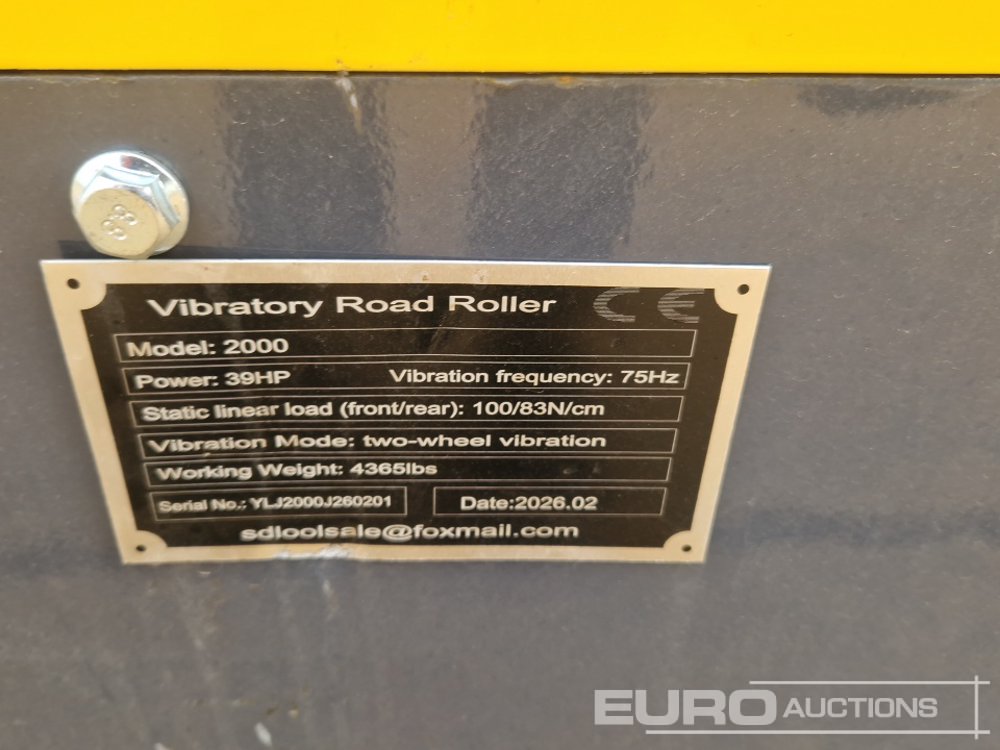 8.8
Vibratory Road Roller CE
Model: 2000
Power: 39HP Vibration frequency: 75Hz
Static linear load (front/rear): 100/83N/cm
Vibration Mode: two-wheel vibration
Working Weight: 4365lbs
Serial No.: YLJ2000J260201 Date:2026.02
sdloolsale@foxmail.com
EURO AUCTIONS